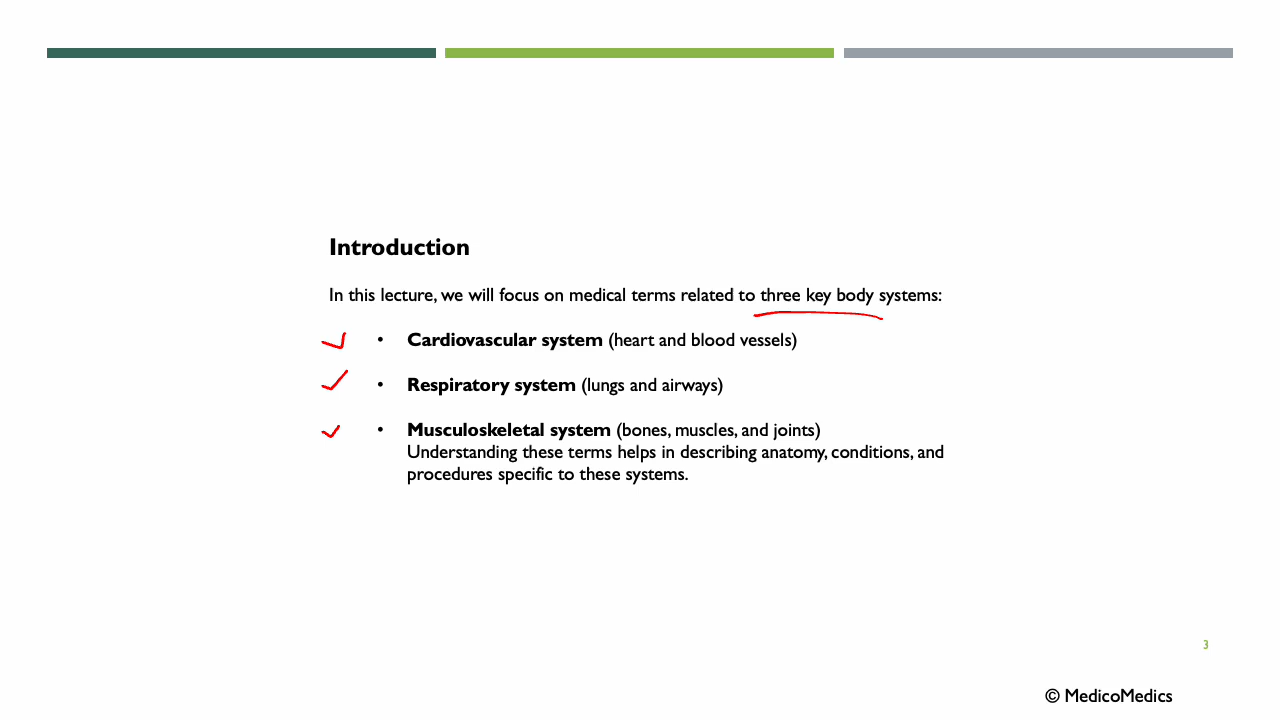 Introduction
In this lecture, we will focus on medical terms related to three key body systems:
• Cardiovascular system (heart and blood vessels)
• Respiratory system (lungs and airways)
• Musculoskeletal system (bones, muscles, and joints)
Understanding these terms helps in describing anatomy, conditions, and
procedures specific to these systems.
3
© MedicoMedics